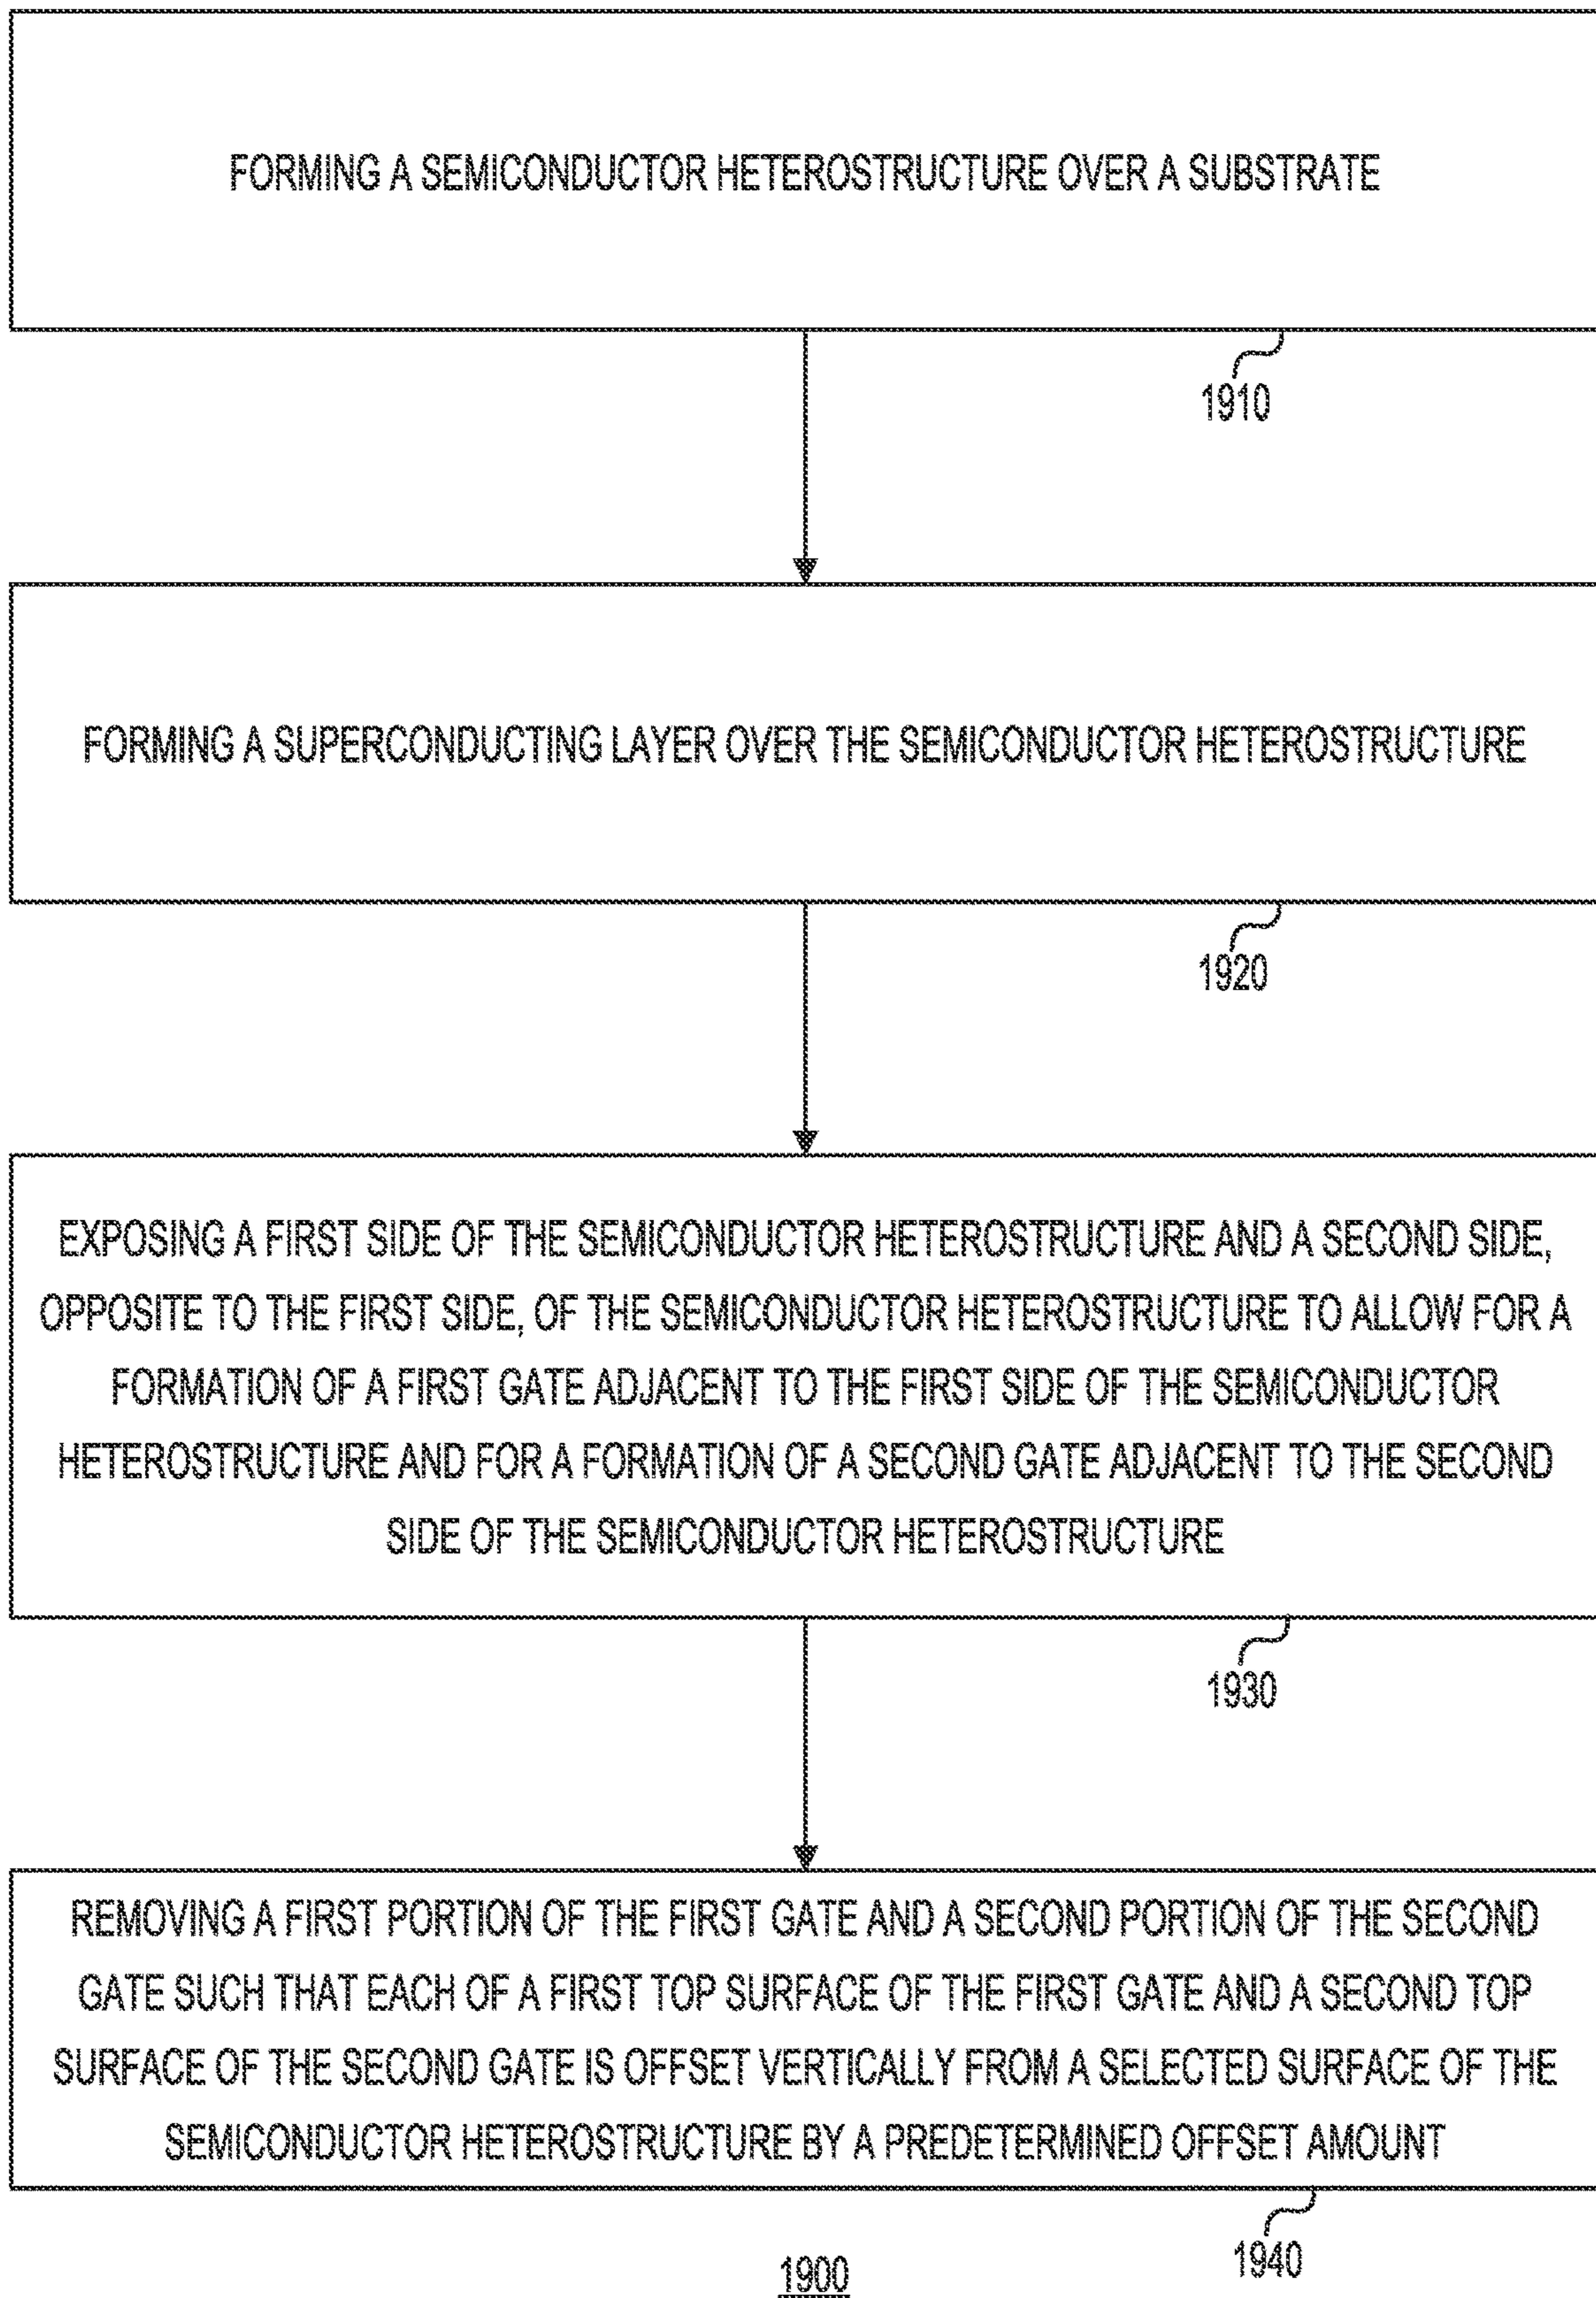 FORMING A SEMICONDUCTOR HETEROSTRUCTURE OVER A SUBSTRATE
1910
FORMING A SUPERCONDUCTING LAYER OVER THE SEMICONDUCTOR HETEROSTRUCTURE
1920
EXPOSING A FIRST SIDE OF THE SEMICONDUCTOR HETEROSTRUCTURE AND A SECOND SIDE,
OPPOSITE TO THE FIRST SIDE, OF THE SEMICONDUCTOR HETEROSTRUCTURE TO ALLOW FOR A
FORMATION OF A FIRST GATE ADJACENT TO THE FIRST SIDE OF THE SEMICONDUCTOR
HETEROSTRUCTURE AND FOR A FORMATION OF A SECOND GATE ADJACENT TO THE SECOND
SIDE OF THE SEMICONDUCTOR HETEROSTRUCTURE
1930
REMOVING A FIRST PORTION OF THE FIRST GATE AND A SECOND PORTION OF THE SECOND
GATE SUCH THAT EACH OF A FIRST TOP SURFACE OF THE FIRST GATE AND A SECOND TOP
SURFACE OF THE SECOND GATE IS OFFSET VERTICALLY FROM A SELECTED SURFACE OF THE
SEMICONDUCTOR HETEROSTRUCTURE BY A PREDETERMINED OFFSET AMOUNT
1940
1900